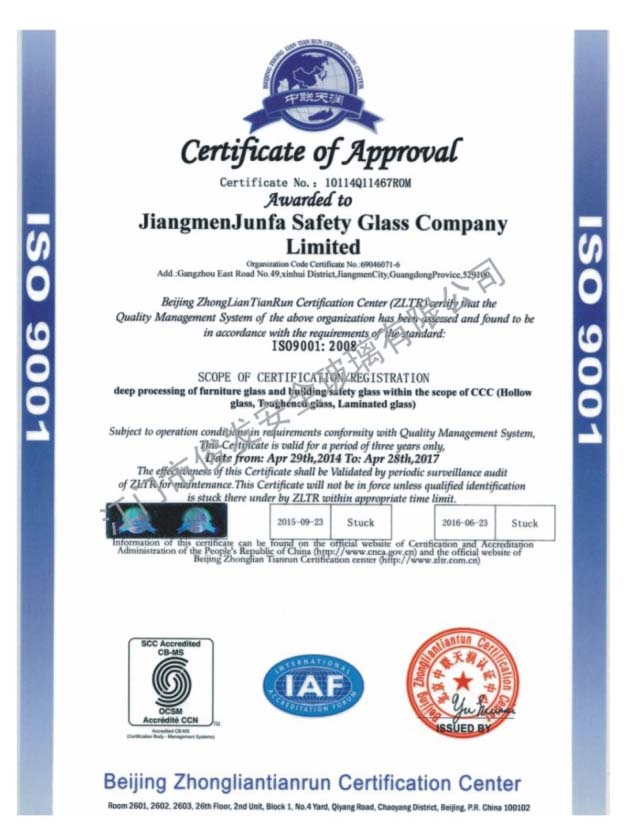 BEIJING ZHONG LIAN TIAN RUN CERTIFICATION CENTER
中联天润
Certificate of Approval
Certificate No.: 10114Q11467R0M
Awarded to
JiangmenJunfa Safety Glass Company
Limited
Organization Code Certificate No.:69046071-6
Add.:Gangzhou East Road No.49,xinhui District,JiangmenCity,GuangdongProvice,529100
Beijing ZhongLianTianRun Certification Center (ZLTR)certify that the
Quality Management System of the above organization has been assessed and found to be
in accordance with the requirements of the standard:
ISO9001: 2008
SCOPE OF CERTIFICATION/REGISTRATION
deep processing of furniture glass and building safety glass within the scope of CCC (Hollow
glass, Toughened glass, Laminated glass)
Subject to operation conditions in requirements conformity with Quality Management System,
This Certificate is valid for a period of three years only,
Date from: Apr 29th,2014 To: Apr 28th,2017
The effectiveness of this Certificate shall be Validated by periodic surveillance audit
of ZLTR for maintenance.This Certificate will not be in force unless qualified identification
is stuck there under by ZLTR within appropriate time limit.
2015-09-23 Stuck 2016-06-23 Stuck
Information of this certificate can be found on the official website of Certification and Accreditation
Administration of the People's Republic of China (http://www.cnca.gov.cn) and the official website of
Beijing Zhonglian Tianrun Certification center (http://www.zltr.com.cn)
江门市俊发安全玻璃有限公司
ISO 9001
ISO 9001
SCC Accredited
CB-MS
OCSM
Accrédité CCN
TM
Accredited CB-MS
(Certification Body - Management Systems)
INTERNATIONAL
IAF
ACCREDITATION FORUM
Beijing Zhongliantiantun Certification Center
北京中联天润认证中心
ISSUED BY
Beijing Zhongliantianrun Certification Center
Room 2601, 2602, 2603, 26th Floor, 2nd Unit, Block 1, No.4 Yard, Qiyang Road, Chaoyang District, Beijing, P.R. China 100102